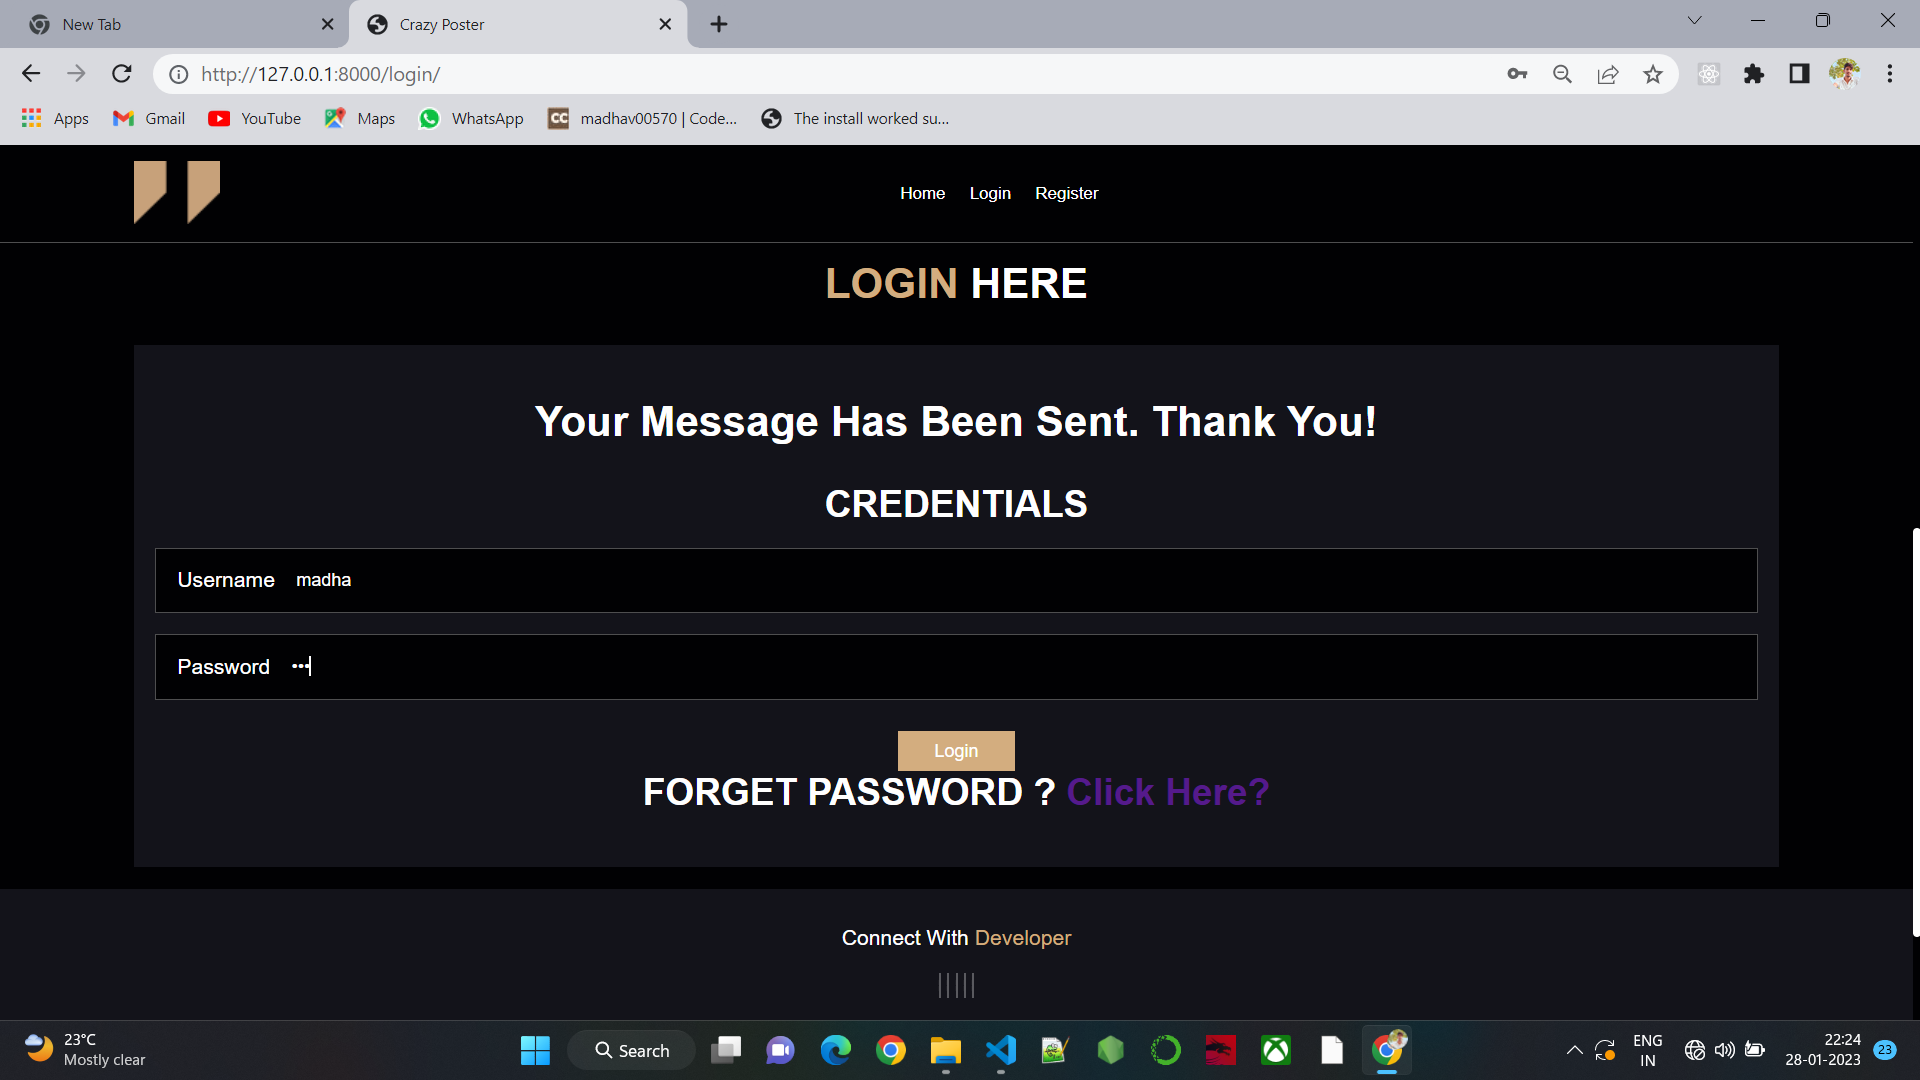 New Tab
Crazy Poster
http://127.0.0.1:8000/login/
Apps
Gmail
YouTube
Maps
WhatsApp
CC
madhav00570 | Code...
The install worked su...
Home
Login
Register
LOGIN HERE
Your Message Has Been Sent. Thank You!
CREDENTIALS
Username madha
Password •••
Login
FORGET PASSWORD ? Click Here?
Connect With Developer
23°C
Mostly clear
Search
ENG
IN
22:24
28-01-2023
23